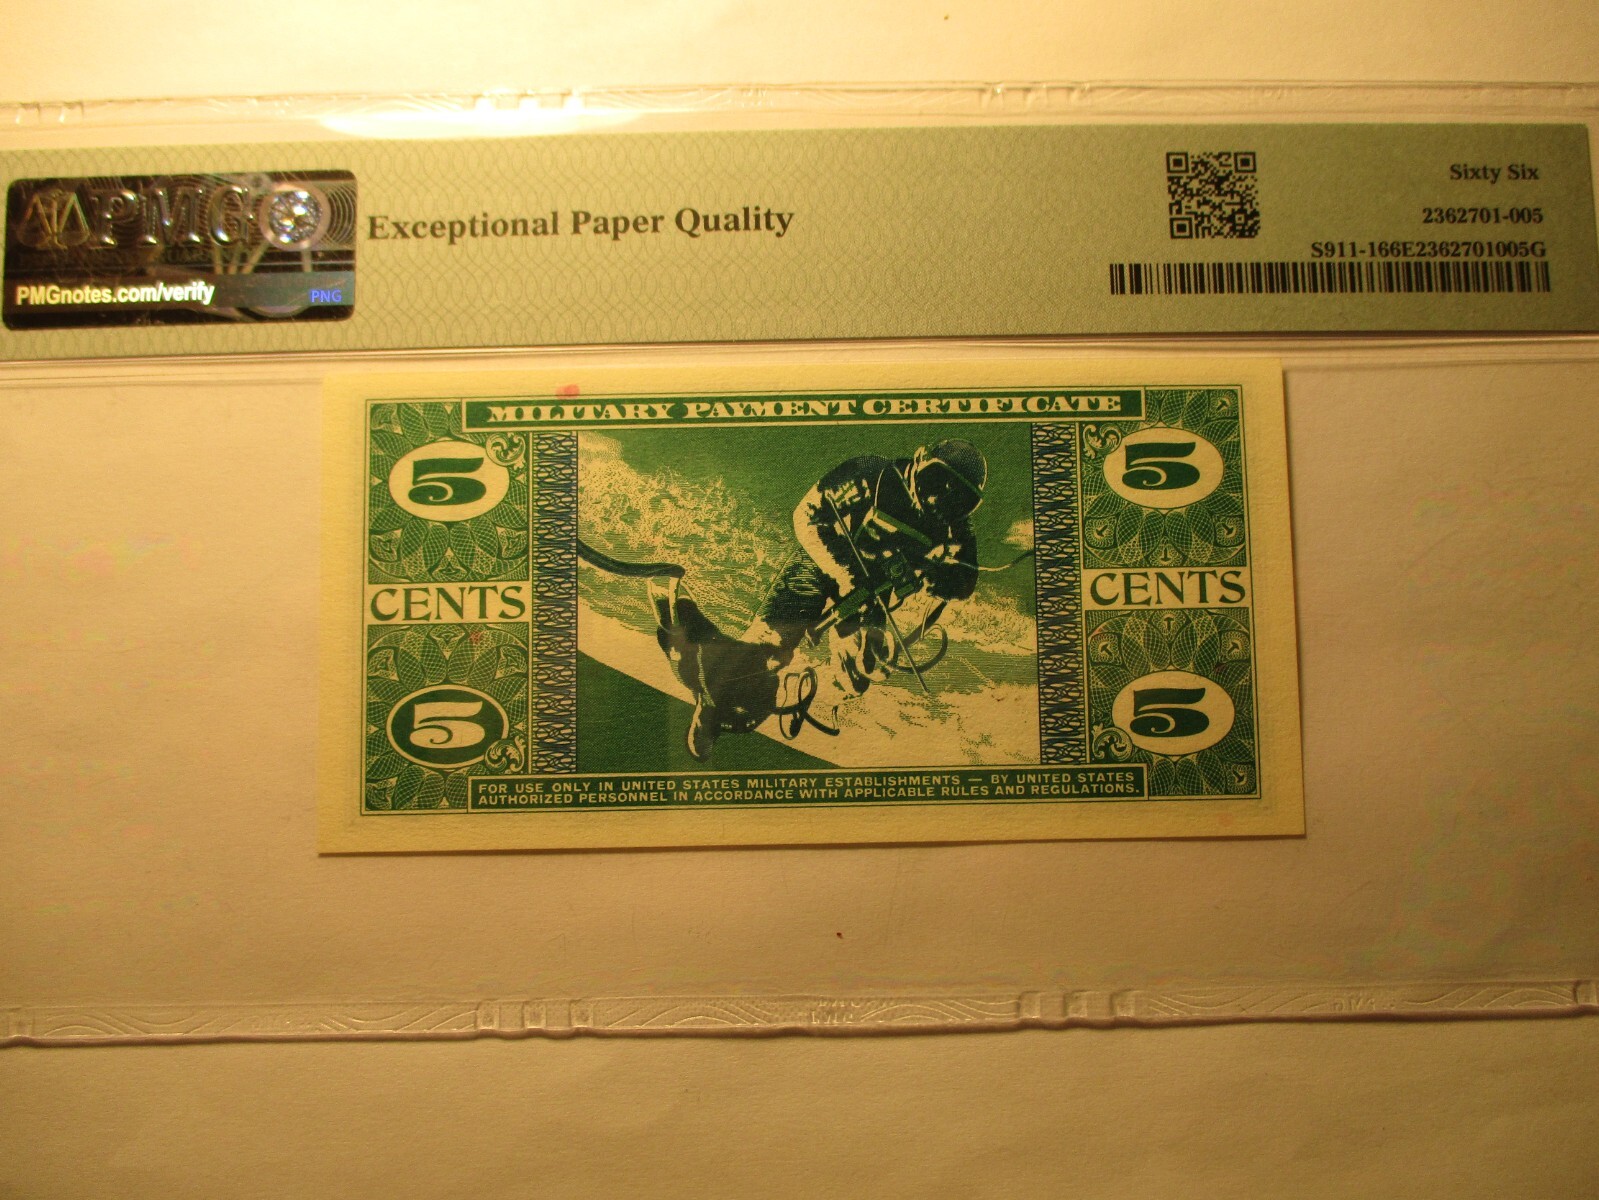 PMG
PMGnotes.com/verify
PNG
Exceptional Paper Quality
Sixty Six
2362701-005
S911-166E2362701005G
MILITARY PAYMENT CERTIFICATE
5
5
CENTS
CENTS
5
5
FOR USE ONLY IN UNITED STATES MILITARY ESTABLISHMENTS — BY UNITED STATES
AUTHORIZED PERSONNEL IN ACCORDANCE WITH APPLICABLE RULES AND REGULATIONS.